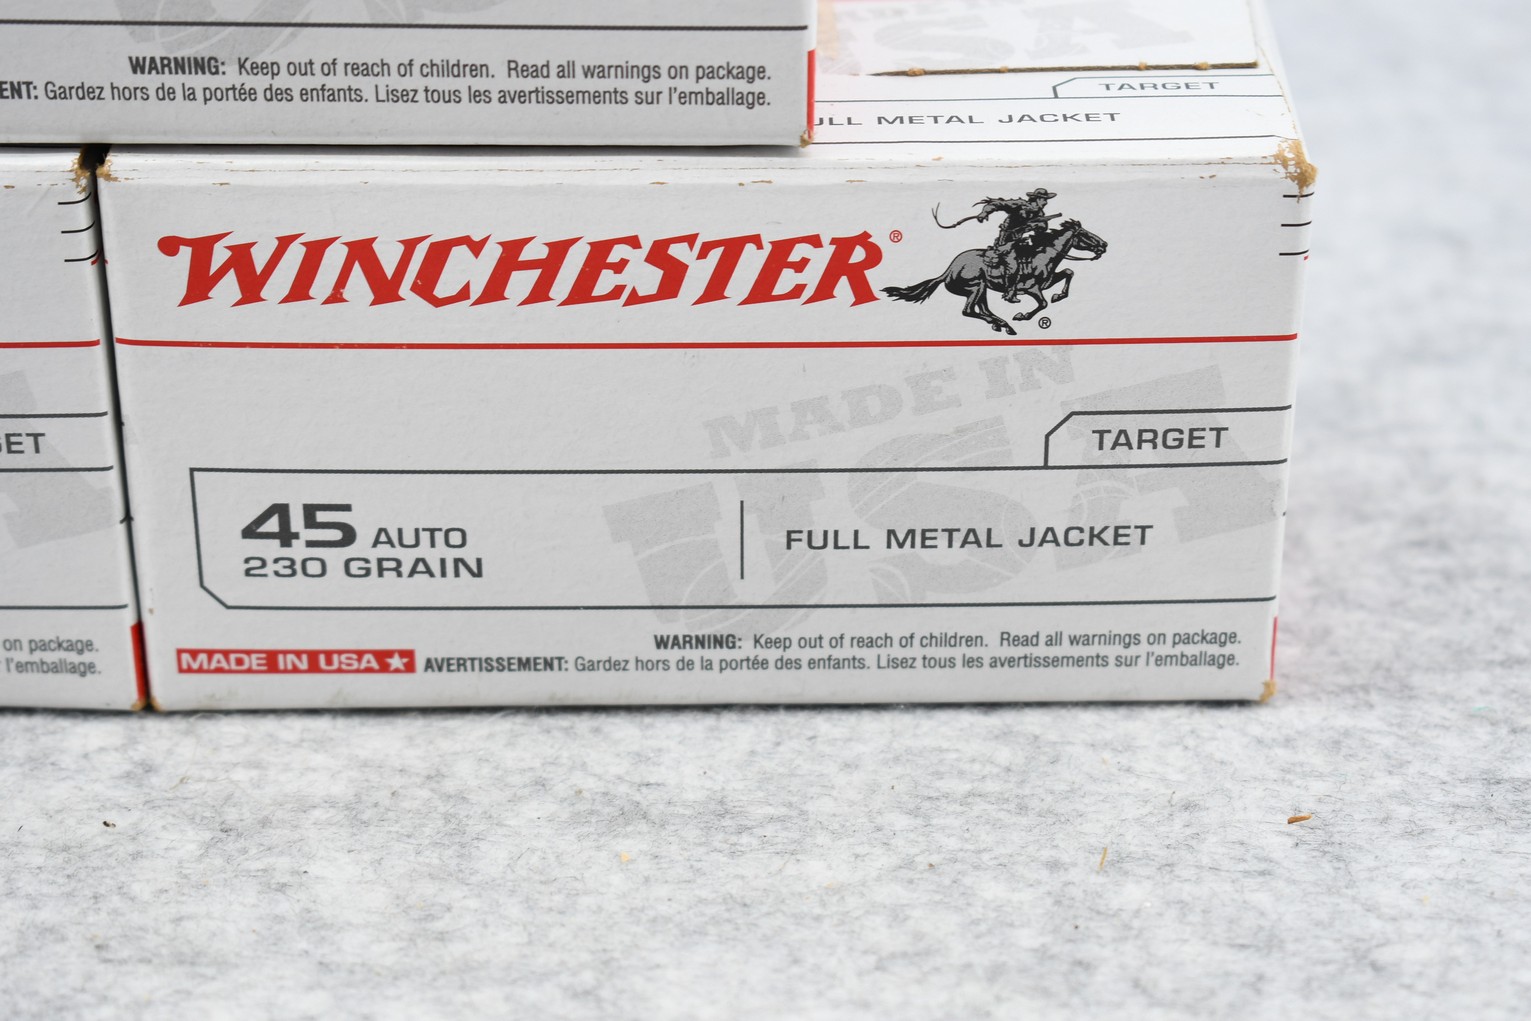 WARNING: Keep out of reach of children. Read all warnings on package.
ENT: Gardez hors de la portée des enfants. Lisez tous les avertissements sur l'emballage.
TARGET
ULL METAL JACKET
WINCHESTER®
®
MADE IN
USA
TARGET
45 AUTO
230 GRAIN
FULL METAL JACKET
WARNING: Keep out of reach of children. Read all warnings on package.
MADE IN USA★ AVERTISSEMENT: Gardez hors de la portée des enfants. Lisez tous les avertissements sur l'emballage.
GET
on package.
l'emballage.